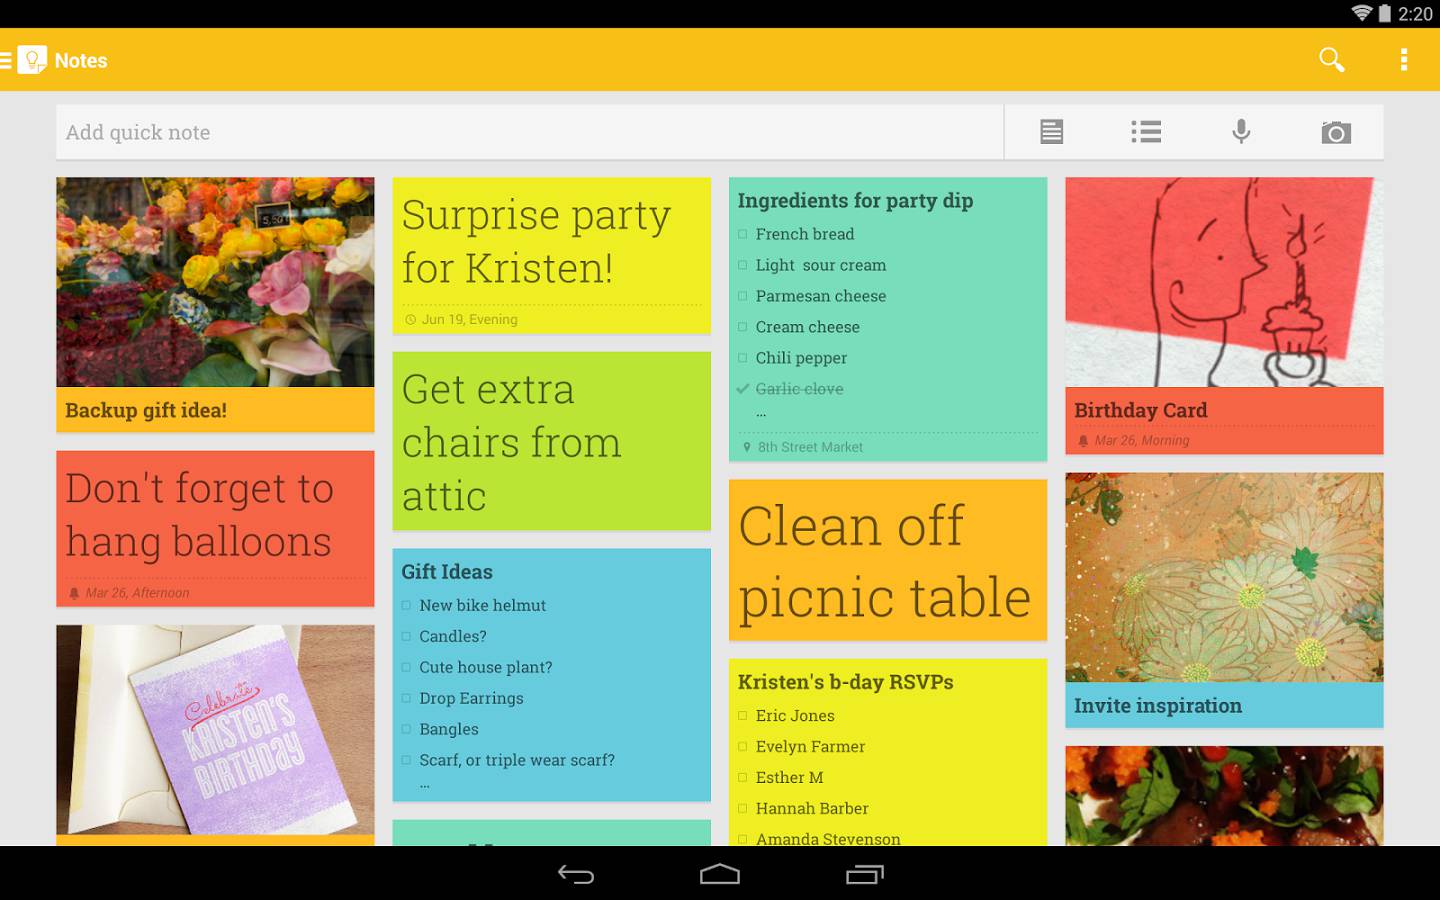 2:20
Notes
Add quick note
5,50
Backup gift idea!
Don't forget to
hang balloons
Mar 26, Afternoon
Celebrate
KRISTEN'S
BIRTHDAY
Surprise party
for Kristen!
Jun 19, Evening
Get extra
chairs from
attic
Gift Ideas
New bike helmut
Candles?
Cute house plant?
Drop Earrings
Bangles
Scarf, or triple wear scarf?
...
Ingredients for party dip
French bread
Light  sour cream
Parmesan cheese
Cream cheese
Chili pepper
Garlic clove
...
8th Street Market
Clean off
picnic table
Kristen's b-day RSVPs
Eric Jones
Evelyn Farmer
Esther M
Hannah Barber
Amanda Stevenson
Birthday Card
Mar 26, Morning
Invite inspiration